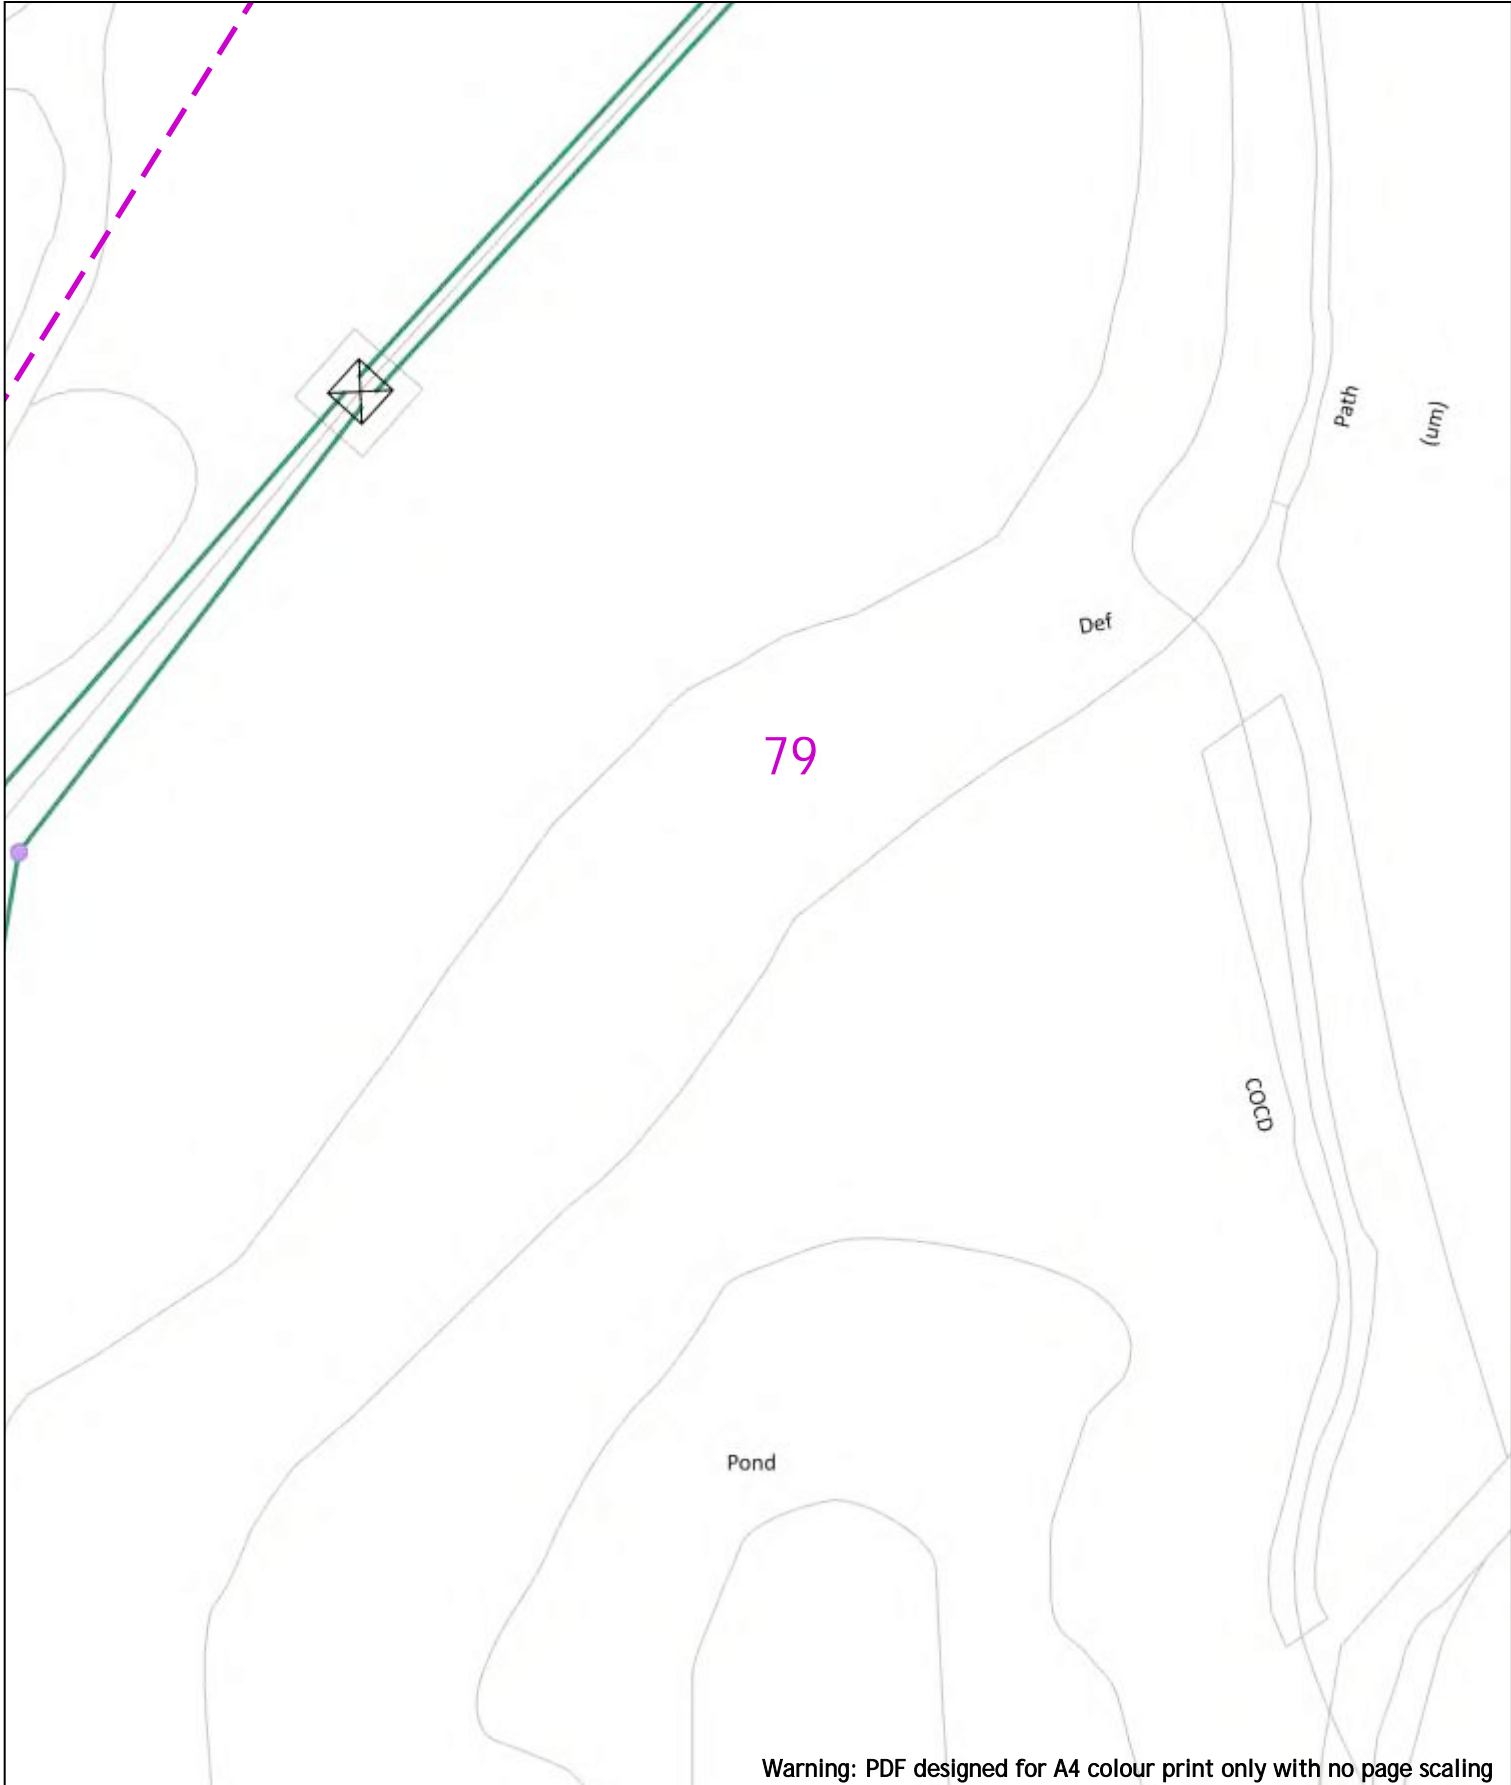 Path
(um)
Def
79
COCD
Pond
Warning: PDF designed for A4 colour print only with no page scaling